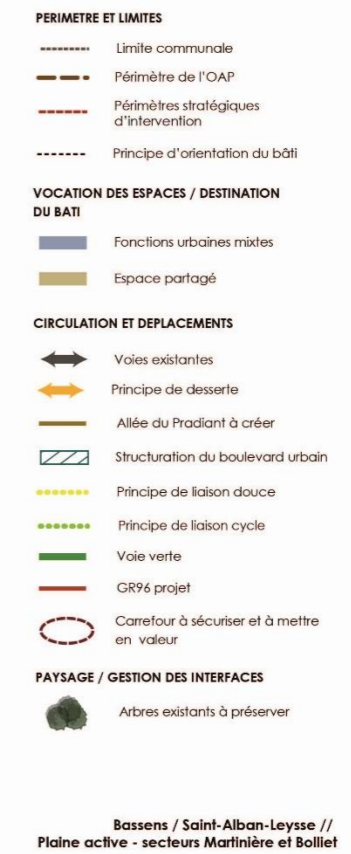 PERIMETRE ET LIMITES
Limite communale
Périmètre de l'OAP
Périmètres stratégiques
d'intervention
Principe d'orientation du bâti
VOCATION DES ESPACES / DESTINATION
DU BATI
Fonctions urbaines mixtes
Espace partagé
CIRCULATION ET DEPLACEMENTS
Voies existantes
Principe de desserte
Allée du Pradiant à créer
Structuration du boulevard urbain
Principe de liaison douce
Principe de liaison cycle
Voie verte
GR96 projet
Carrefour à sécuriser et à mettre
en valeur
PAYSAGE / GESTION DES INTERFACES
Arbres existants à préserver
Bassens / Saint-Alban-Leysse //
Plaine active - secteurs Martinière et Bolliet